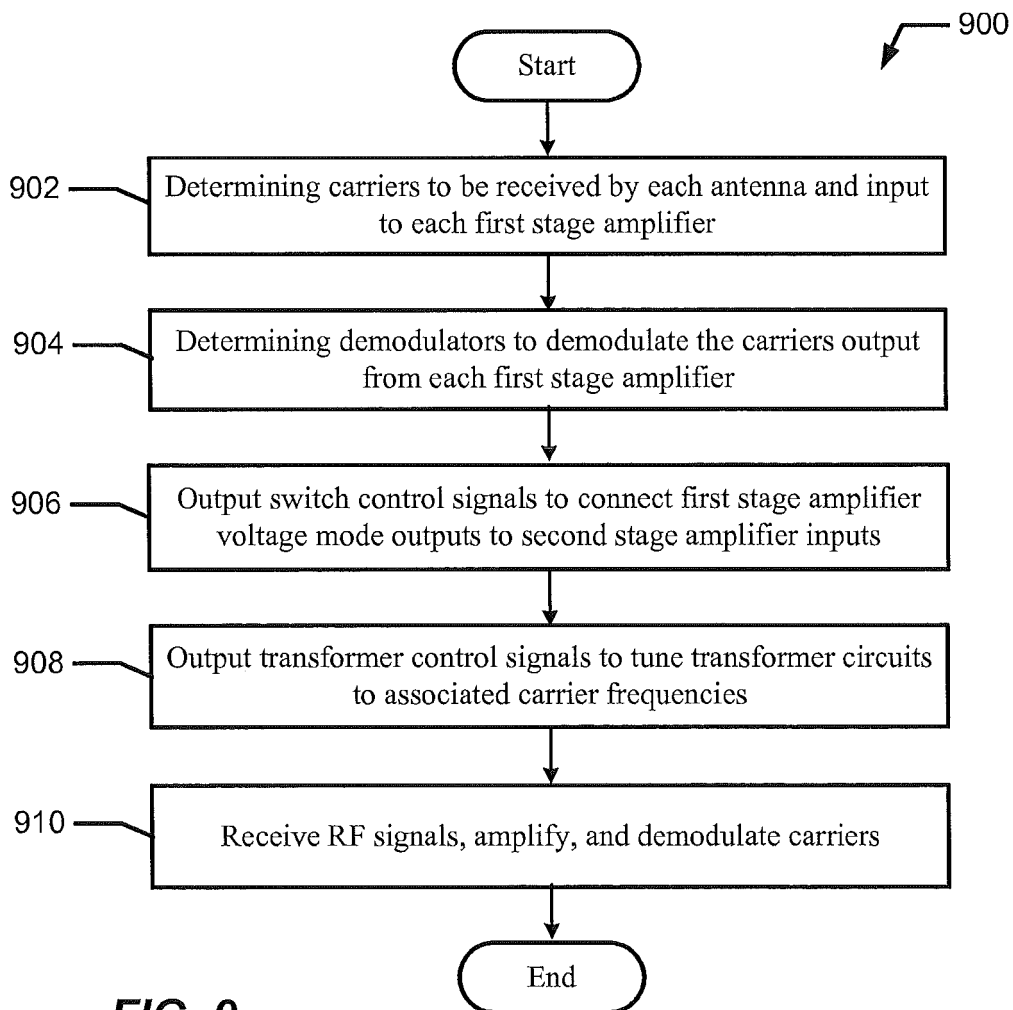 900
Start
902
Determining carriers to be received by each antenna and input
to each first stage amplifier
904
Determining demodulators to demodulate the carriers output
from each first stage amplifier
906
Output switch control signals to connect first stage amplifier
voltage mode outputs to second stage amplifier inputs
908
Output transformer control signals to tune transformer circuits
to associated carrier frequencies
910
Receive RF signals, amplify, and demodulate carriers
End
FIG. 9